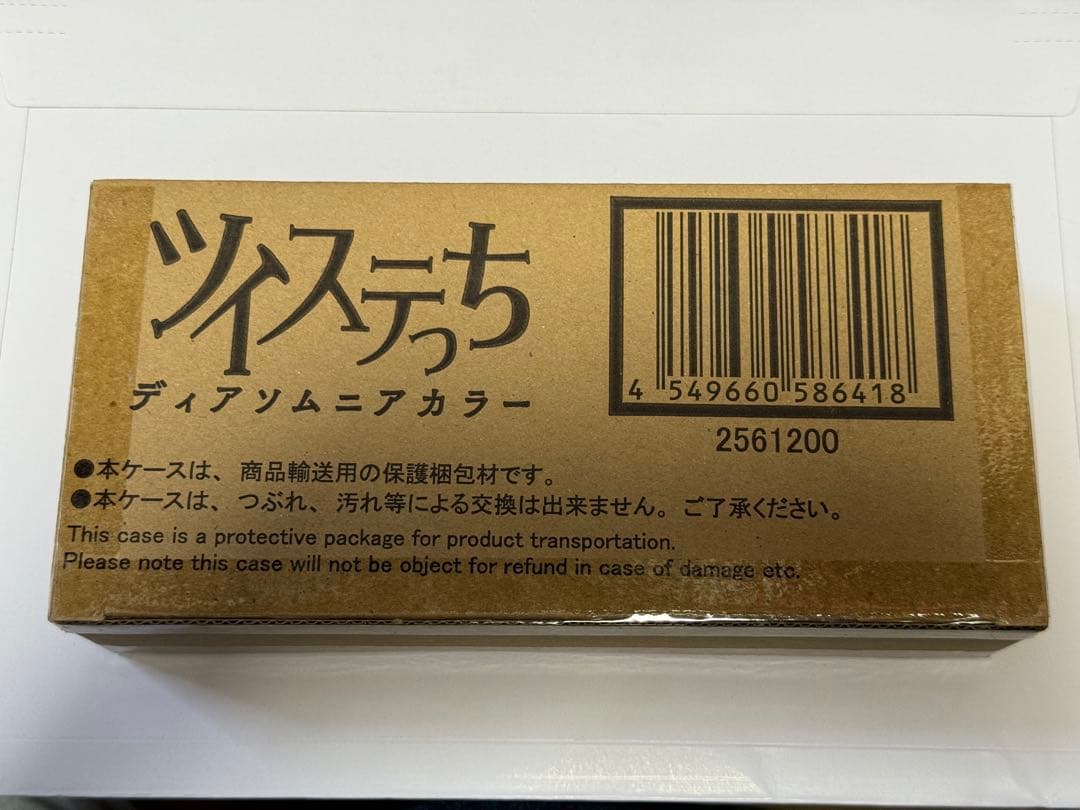 ツイステっち
ディアソムニアカラー
4 549660 586418
2561200
●本ケースは、商品輸送用の保護梱包材です。
●本ケースは、つぶれ、汚れ等による交換は出来ません。ご了承ください。
This case is a protective package for product transportation.
Please note this case will not be object for refund in case of damage etc.